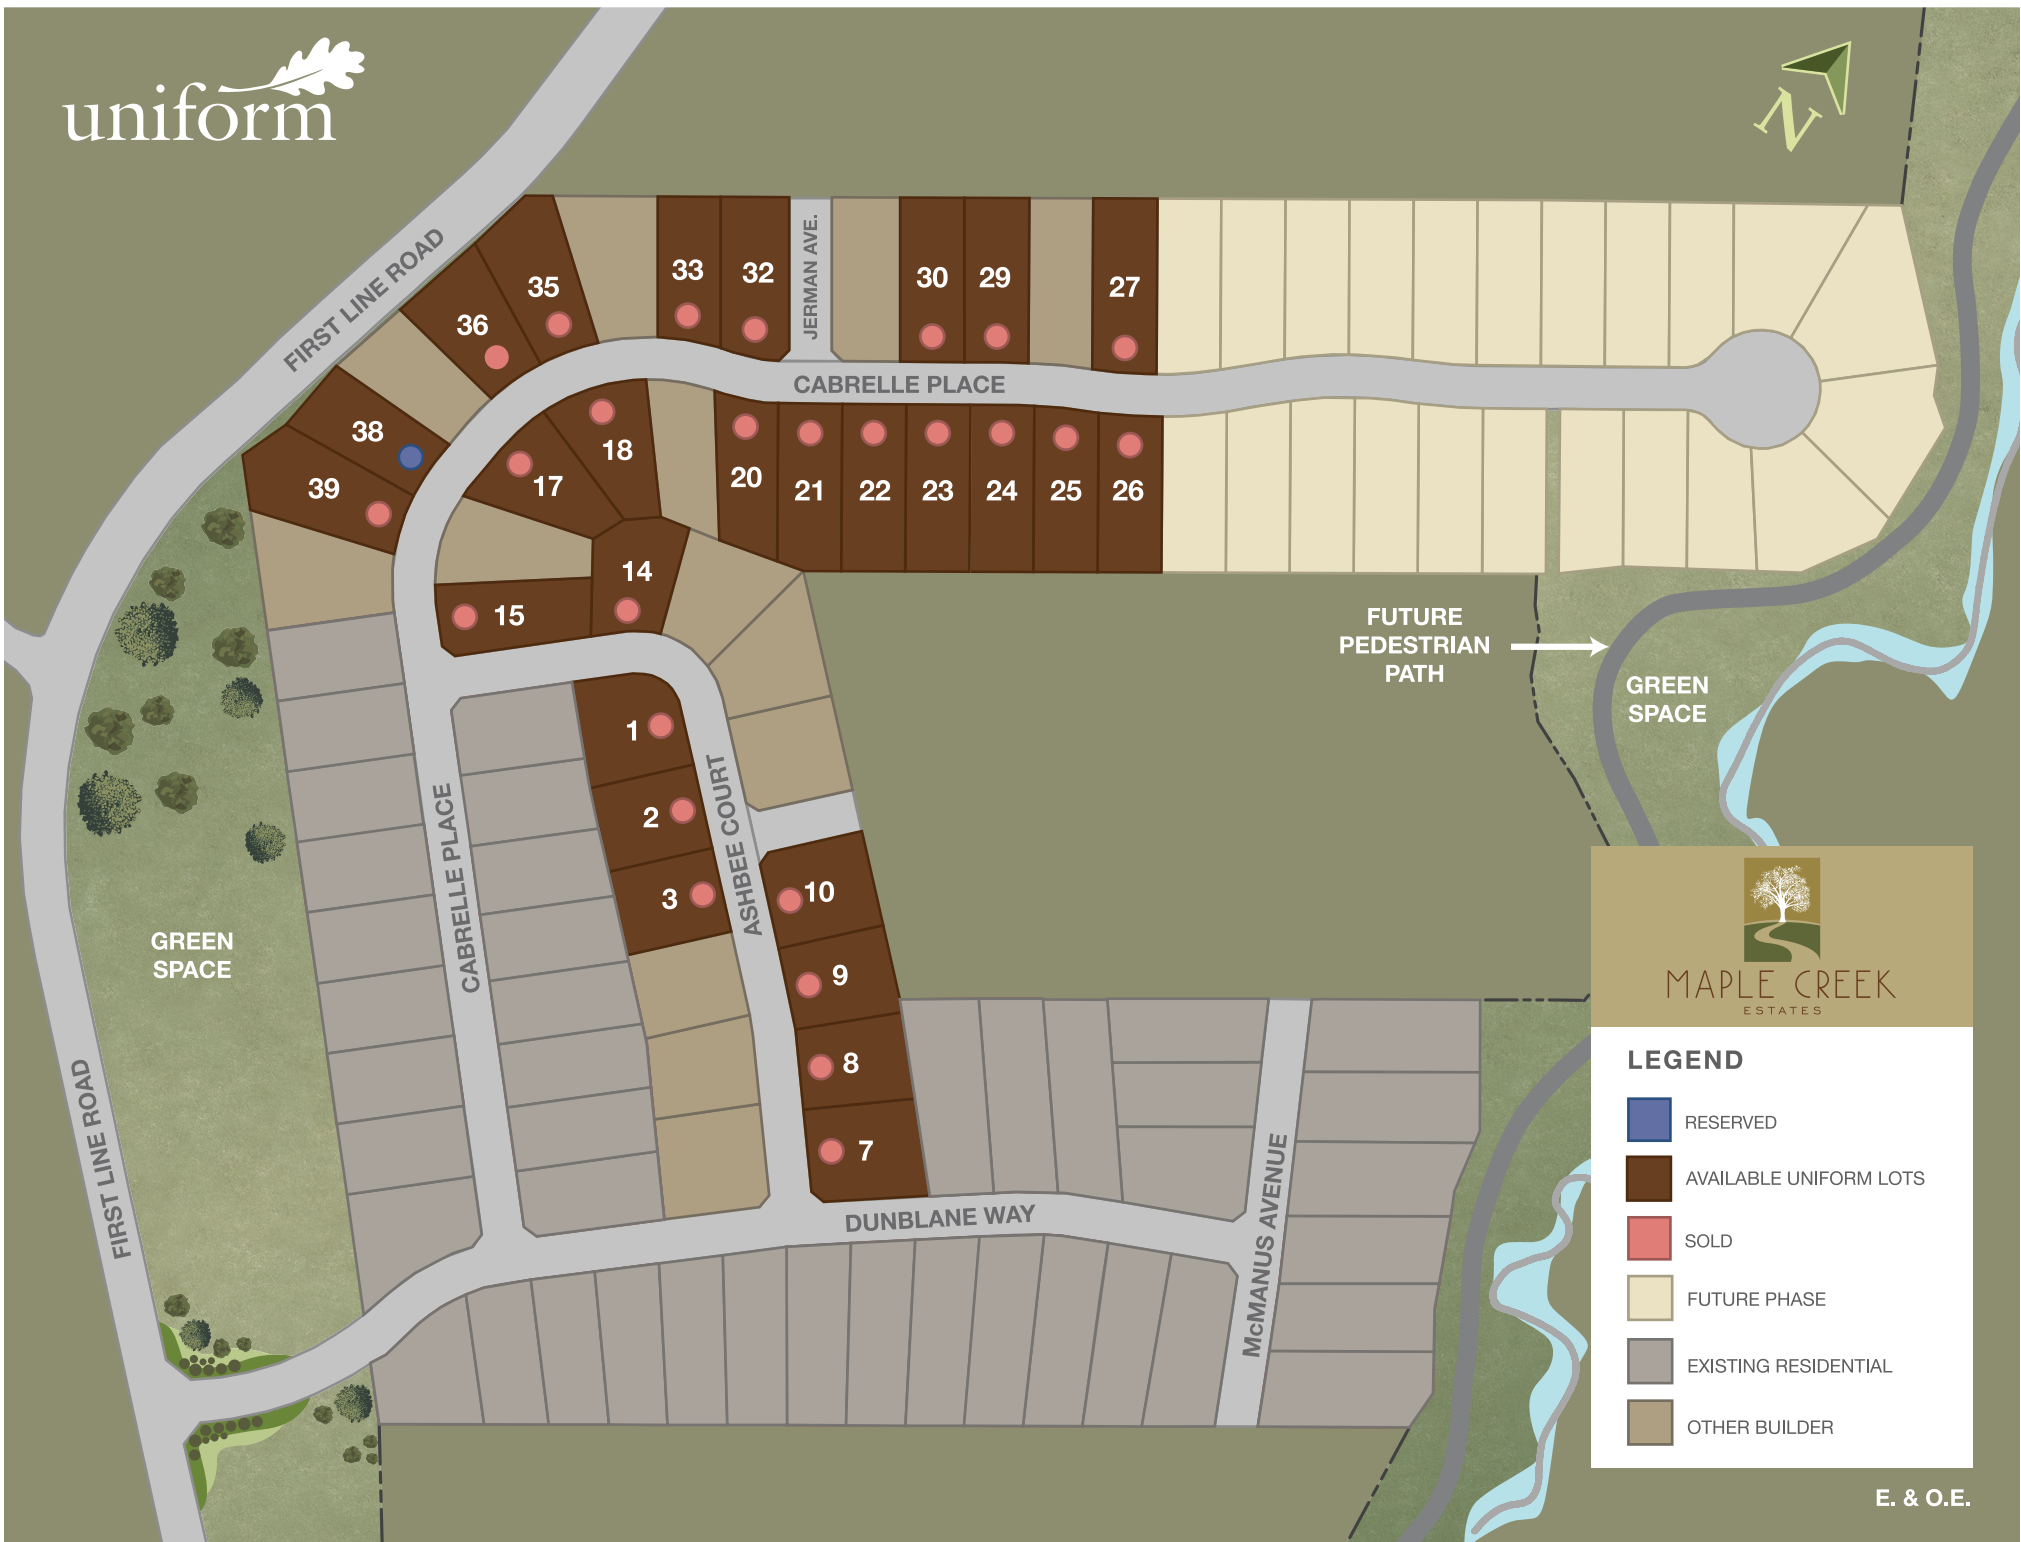 uniform
N
FIRST LINE ROAD
JERMAN AVE.
33
32
30
29
27
35
36
CABRELLE PLACE
38
39
18
17
20
21
22
23
24
25
26
14
15
FUTURE
PEDESTRIAN
PATH
GREEN
SPACE
1
2
3
ASHBEE COURT
CABRELLE PLACE
10
9
8
7
GREEN
SPACE
FIRST LINE ROAD
DUNBLANE WAY
McMANUS AVENUE
MAPLE CREEK
ESTATES
LEGEND
RESERVED
AVAILABLE UNIFORM LOTS
SOLD
FUTURE PHASE
EXISTING RESIDENTIAL
OTHER BUILDER
E. & O.E.